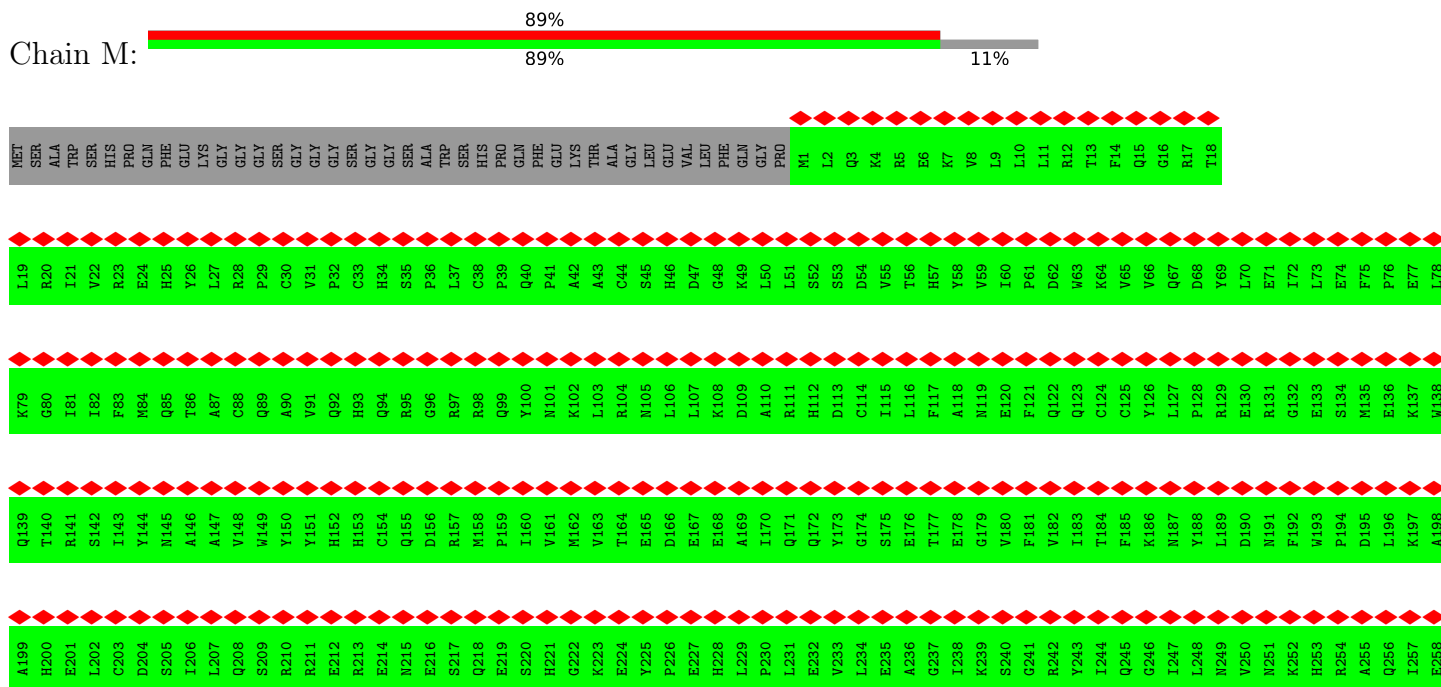 89%
Chain M:
89% 11%
MET SER ALA TRP SER HIS PRO GLN PHE GLU LYS GLY GLY GLY SER GLY GLY GLY SER GLY GLY SER ALA TRP SER HIS PRO GLN PHE GLU LYS THR ALA GLY LEU GLU VAL LEU PHE GLN GLY PRO M1 L2 Q3 K4 R5 E6 K7 V8 L9 L10 L11 R12 T13 F14 Q15 G16 R17 T18
L19 R20 I21 V22 R23 E24 H25 Y26 L27 R28 P29 C30 V31 P32 C33 H34 S35 P36 L37 C38 P39 Q40 P41 A42 A43 C44 S45 H46 D47 G48 K49 L50 L51 S52 S53 D54 V55 T56 H57 Y58 V59 I60 P61 D62 W63 K64 V65 V66 Q67 D68 Y69 L70 E71 I72 L73 E74 F75 P76 E77 L78
K79 G80 I81 I82 F83 M84 Q85 T86 A87 C88 Q89 A90 V91 Q92 H93 Q94 R95 G96 R97 R98 Q99 Y100 N101 K102 L103 R104 N105 L106 L107 K108 D109 A110 R111 H112 D113 C114 I115 L116 F117 A118 N119 E120 F121 Q122 Q123 C124 C125 Y126 L127 P128 R129 E130 R131 G132 E133 S134 M135 E136 K137 W138
Q139 T140 R141 S142 I143 Y144 N145 A146 A147 V148 W149 Y150 Y151 H152 H153 C154 Q155 D156 R157 M158 P159 I160 V161 M162 V163 T164 E165 D166 E167 E168 A169 I170 Q171 Q172 Y173 G174 S175 E176 T177 E178 G179 V180 F181 V182 I183 T184 F185 K186 N187 Y188 L189 D190 N191 F192 W193 P194 D195 L196 K197 A198
A199 H200 E201 L202 C203 D204 S205 I206 L207 Q208 S209 R210 R211 E212 R213 E214 N215 E216 S217 Q218 E219 S220 H221 G222 K223 E224 Y225 P226 E227 H228 L229 P230 L231 E232 V233 L234 E235 A236 G237 I238 K239 S240 G241 R242 Y243 I244 Q245 G246 I247 L248 N249 V250 N251 K252 H253 R254 A255 Q256 I257 E258